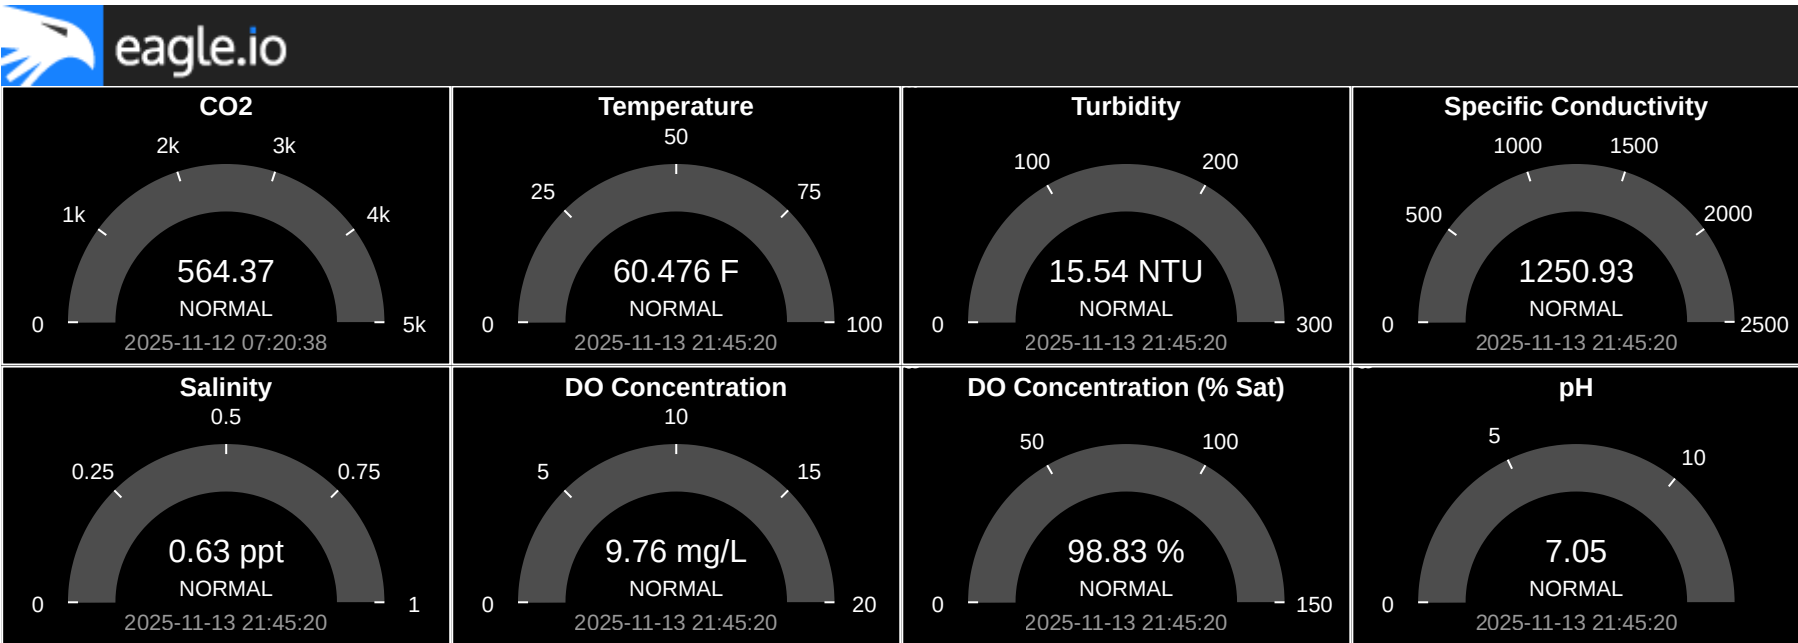 eagle.io
CO2
2k
3k
1k
4k
564.37
NORMAL
0
5k
2025-11-12 07:20:38
Temperature
50
25
75
60.476 F
NORMAL
0
100
2025-11-13 21:45:20
Turbidity
100
200
15.54 NTU
NORMAL
0
300
2025-11-13 21:45:20
Specific Conductivity
1000
1500
500
2000
1250.93
NORMAL
0
2500
2025-11-13 21:45:20
Salinity
0.5
0.25
0.75
0.63 ppt
NORMAL
0
1
2025-11-13 21:45:20
DO Concentration
10
5
15
9.76 mg/L
NORMAL
0
20
2025-11-13 21:45:20
DO Concentration (% Sat)
50
100
98.83 %
NORMAL
0
150
2025-11-13 21:45:20
pH
5
10
7.05
NORMAL
0
2025-11-13 21:45:20